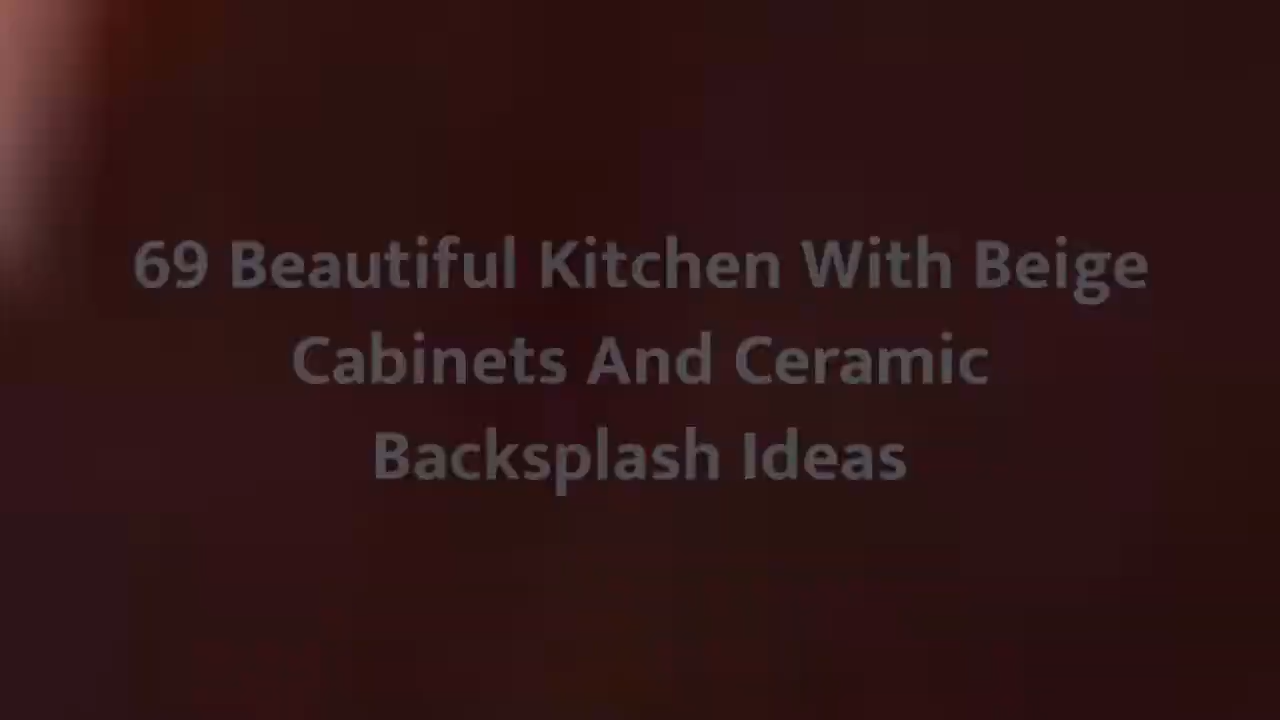 69 Beautiful Kitchen With Beige
Cabinets And Ceramic
Backsplash Ideas